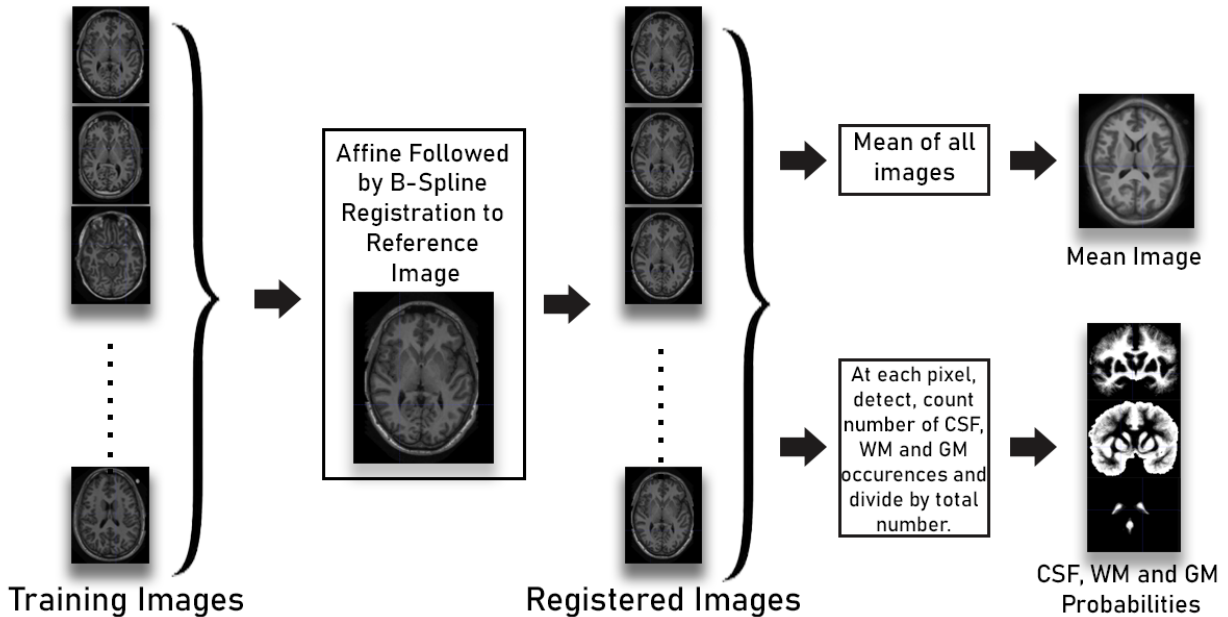 Training Images
Affine Followed
by B-Spline
Registration to
Reference
Image
Registered Images
Mean of all
images
Mean Image
At each pixel,
detect, count
number of CSF,
WM and GM
occurences and
divide by total
number.
CSF, WM and GM
Probabilities